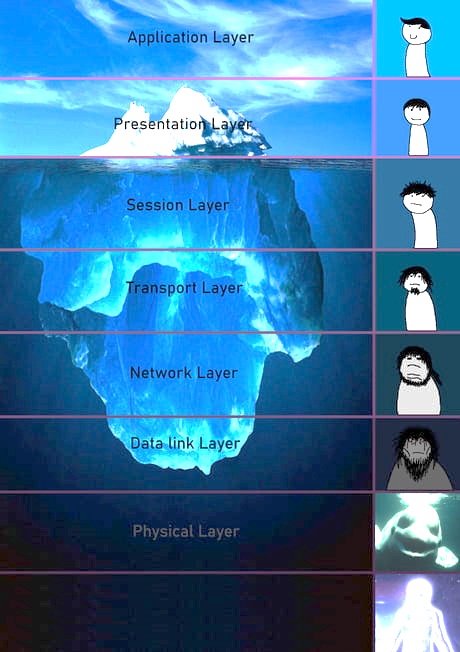 Application Layer
Presentation Layer
Session Layer
Transport Layer
Network Layer
Data link Layer
Physical Layer